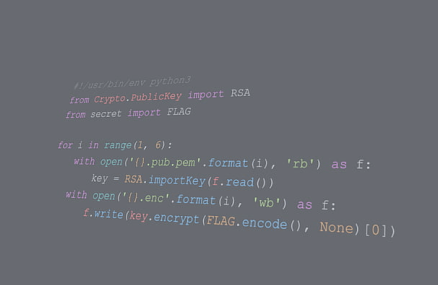 #!/usr/bin/env python3
from Crypto.PublicKey import RSA
from secret import FLAG
for i in range(1, 6):
with open('{}.pub.pem'.format(i), 'rb') as f:
key = RSA.importKey(f.read())
with open('{}.enc'.format(i), 'wb') as f:
f.write(key.encrypt(FLAG.encode(), None)[0])